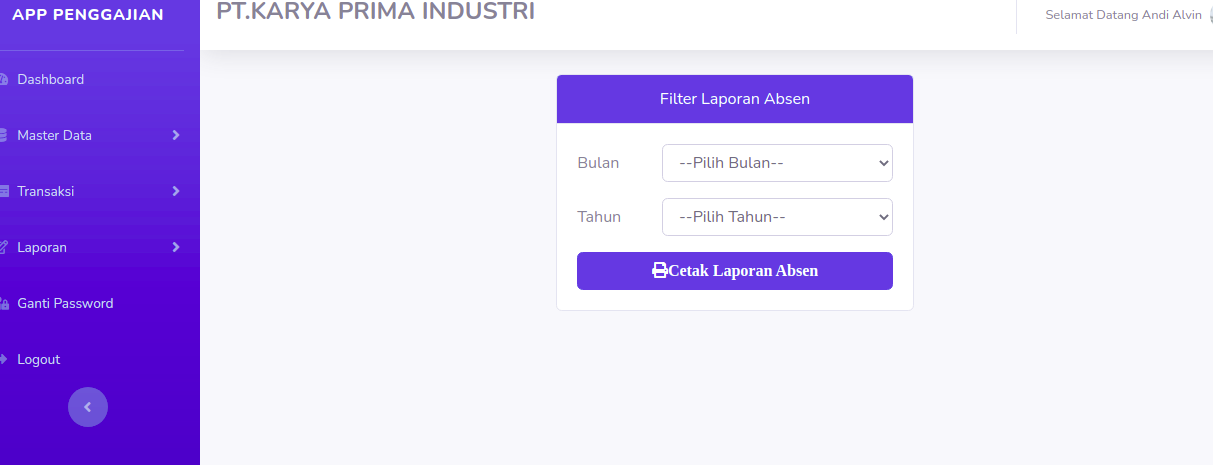 APP PENGGAJIAN
PT.KARYA PRIMA INDUSTRI
Selamat Datang Andi Alvin
Dashboard
Master Data
Transaksi
Laporan
Ganti Password
Logout
Filter Laporan Absen
Bulan
--Pilih Bulan--
Tahun
--Pilih Tahun--
Cetak Laporan Absen